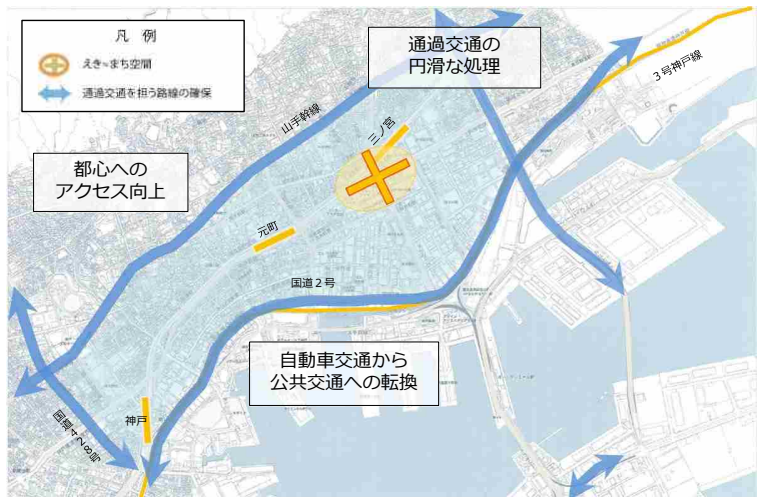 凡 例
えき≈まち空間
通過交通を担う路線の確保
通過交通の
円滑な処理
3号神戸線
山手幹線
三ノ宮
都心への
アクセス向上
元町
国道2号
自動車交通から
公共交通への転換
神戸
国道428号